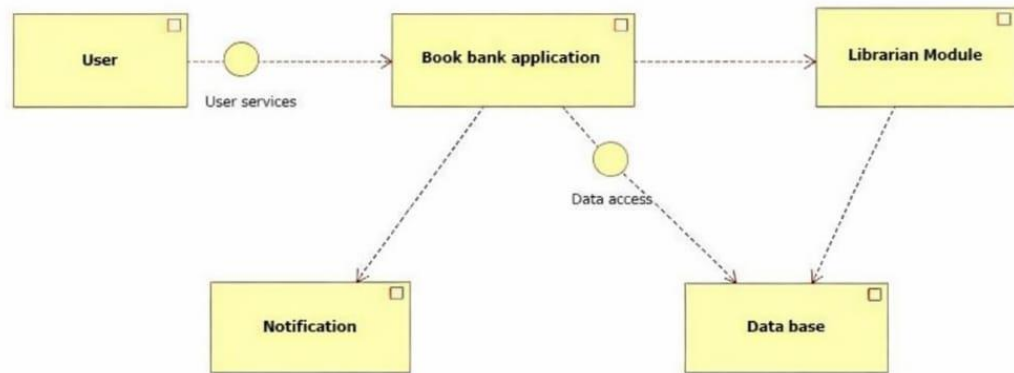 User
Book bank application
Librarian Module
User services
Data access
Notification
Data base